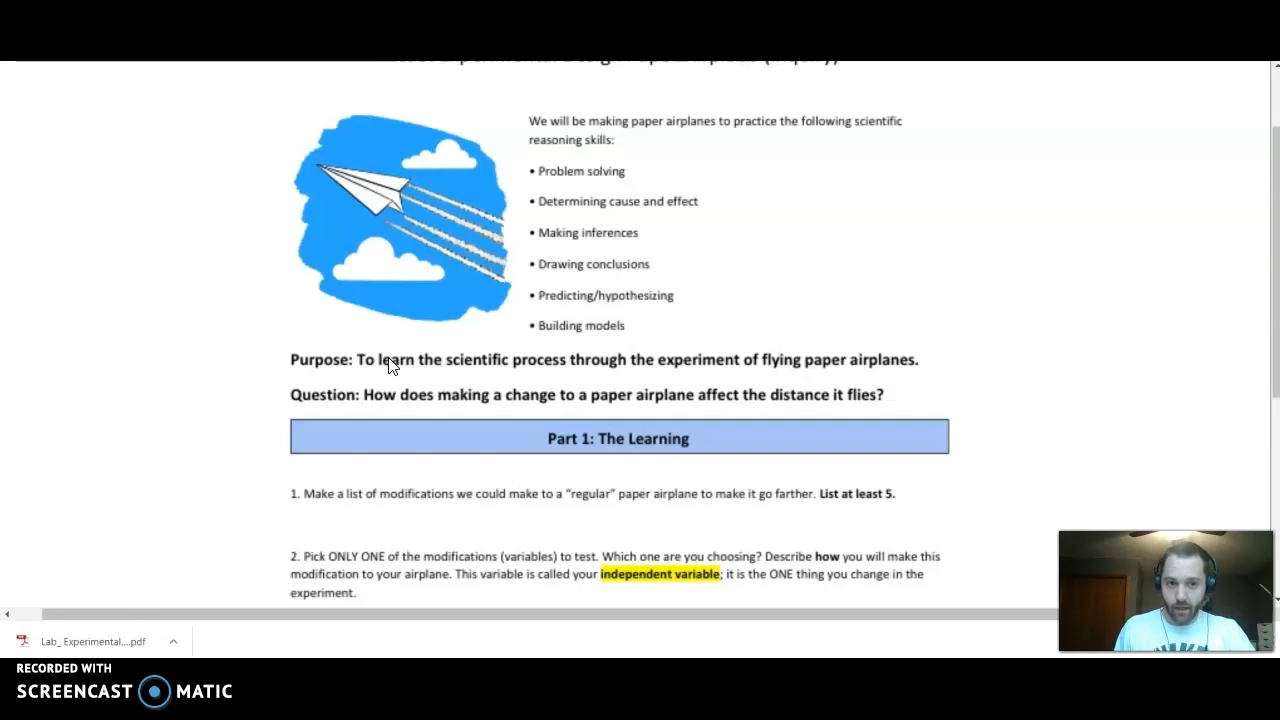 We will be making paper airplanes to practice the following scientific
reasoning skills:
• Problem solving
• Determining cause and effect
• Making inferences
• Drawing conclusions
• Predicting/hypothesizing
• Building models
Purpose: To learn the scientific process through the experiment of flying paper airplanes.
Question: How does making a change to a paper airplane affect the distance it flies?
Part 1: The Learning
1. Make a list of modifications we could make to a “regular” paper airplane to make it go farther. List at least 5.
2. Pick ONLY ONE of the modifications (variables) to test. Which one are you choosing? Describe how you will make this
modification to your airplane. This variable is called your independent variable; it is the ONE thing you change in the
experiment.
Lab_ Experimental....pdf
RECORDED WITH
SCREENCAST MATIC